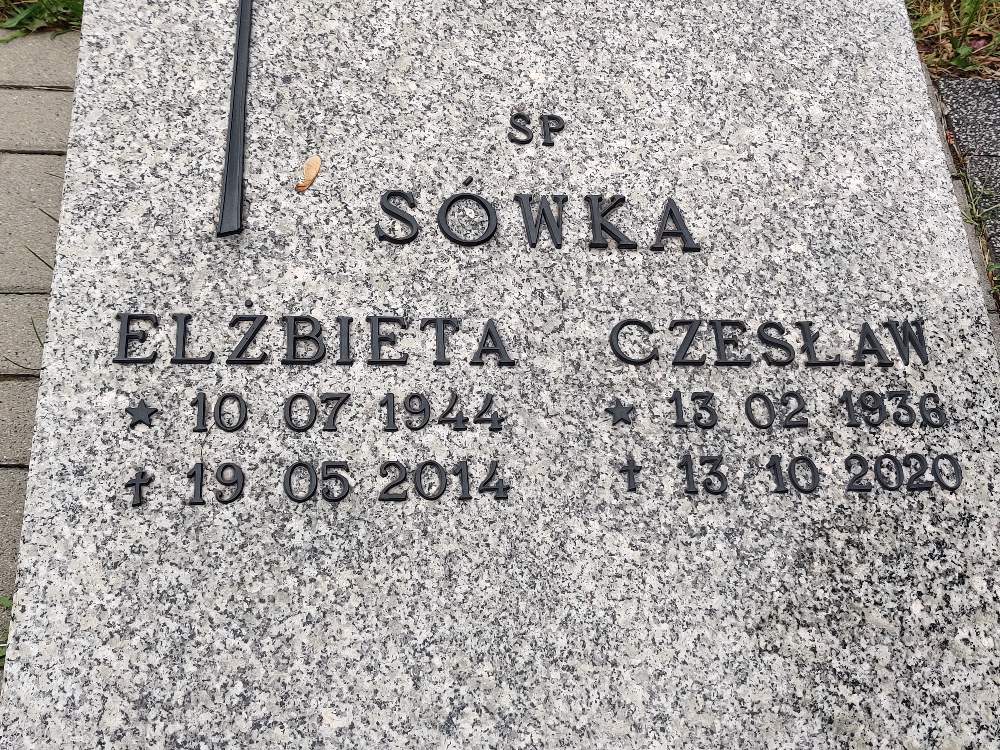 SP
SÓWKA
ELŻBIETA CZESŁAW
★ 10 07 1944 ★ 13 02 1936
✝ 19 05 2014 ✝ 13 10 2020